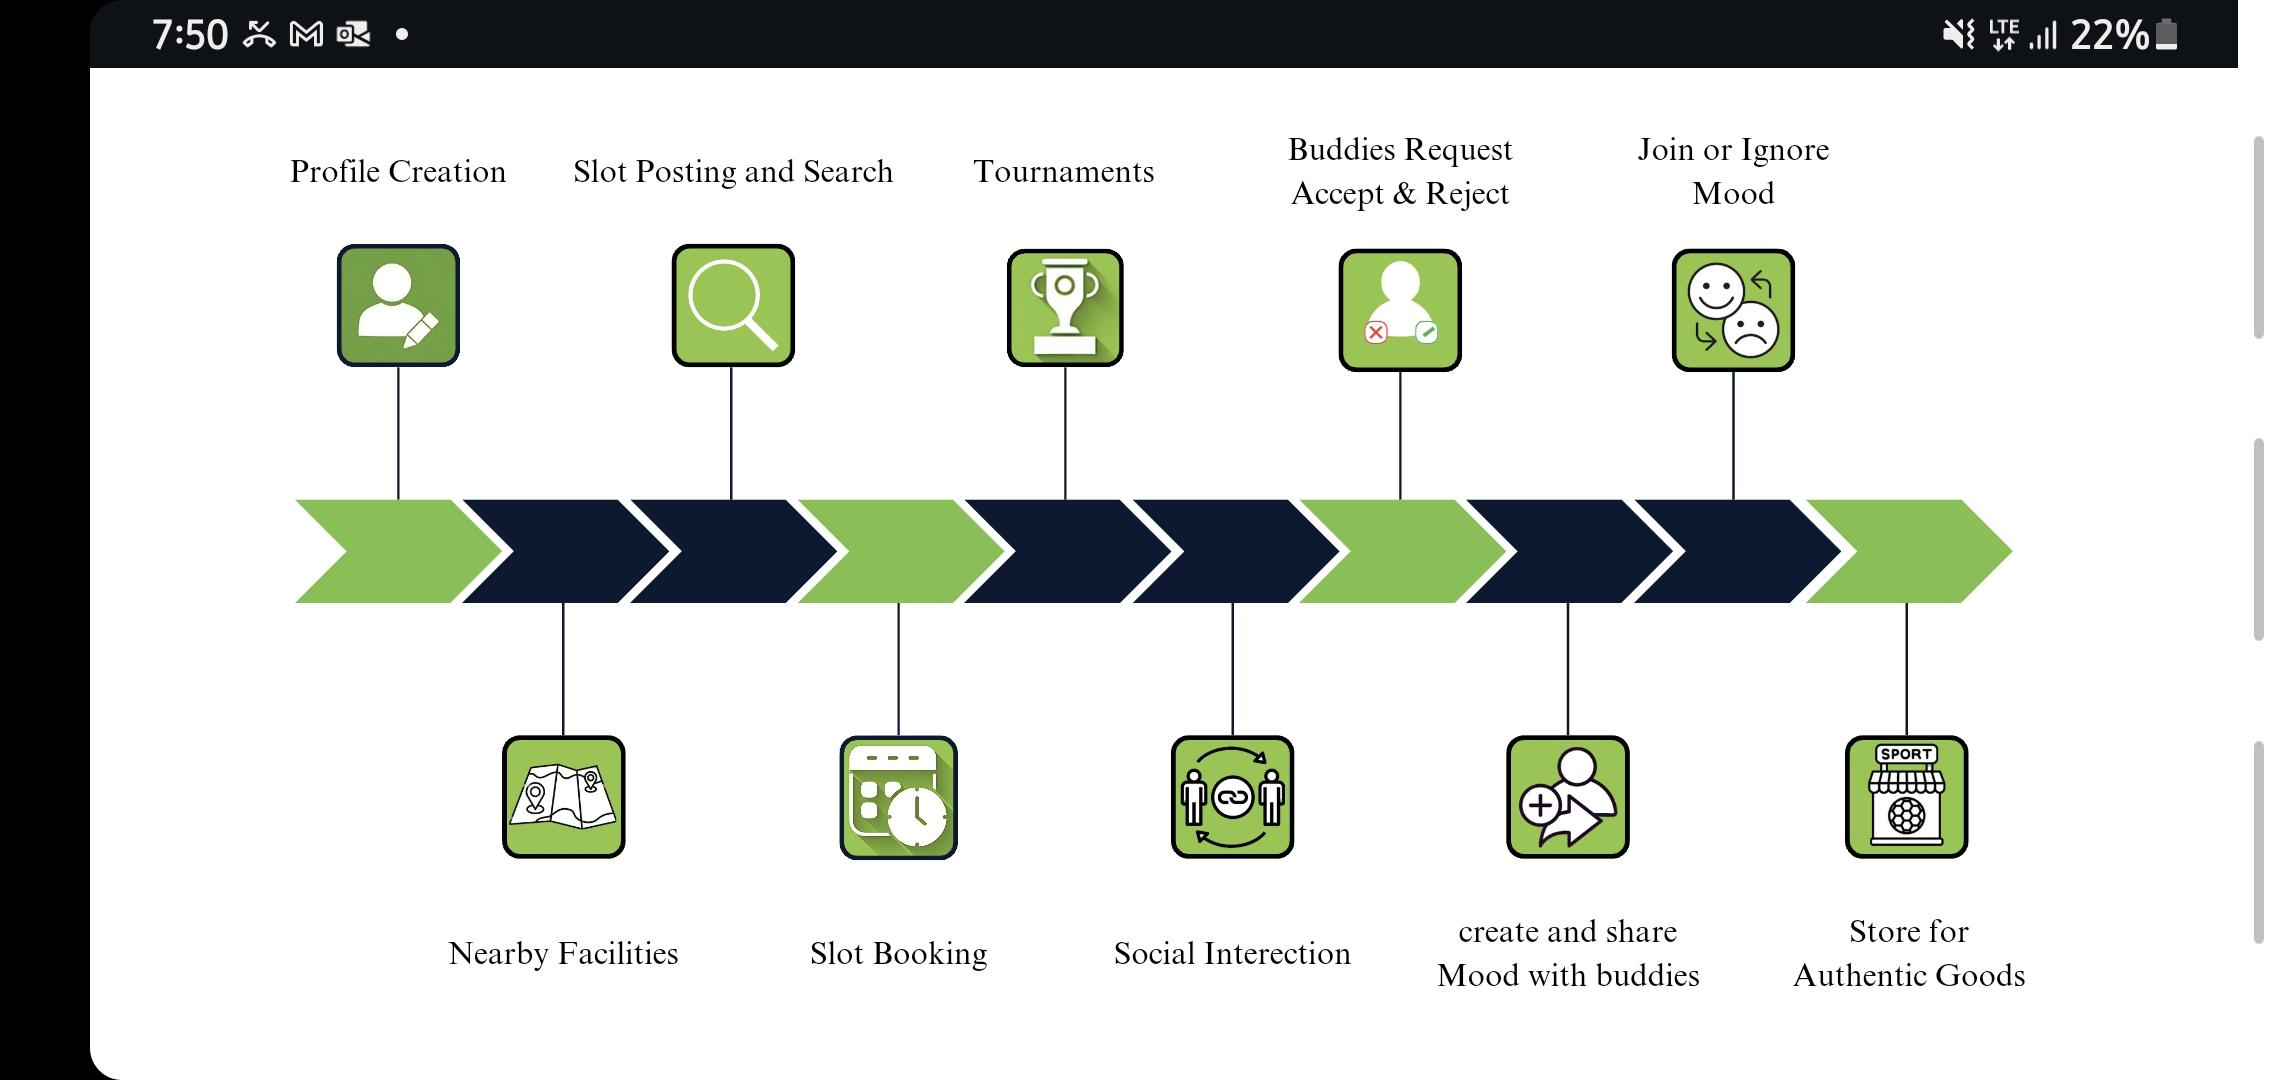 7:50
LTE
22%
Profile Creation
Slot Posting and Search
Tournaments
Buddies Request
Accept & Reject
Join or Ignore
Mood
SPORT
Nearby Facilities
Slot Booking
Social Interection
create and share
Mood with buddies
Store for
Authentic Goods